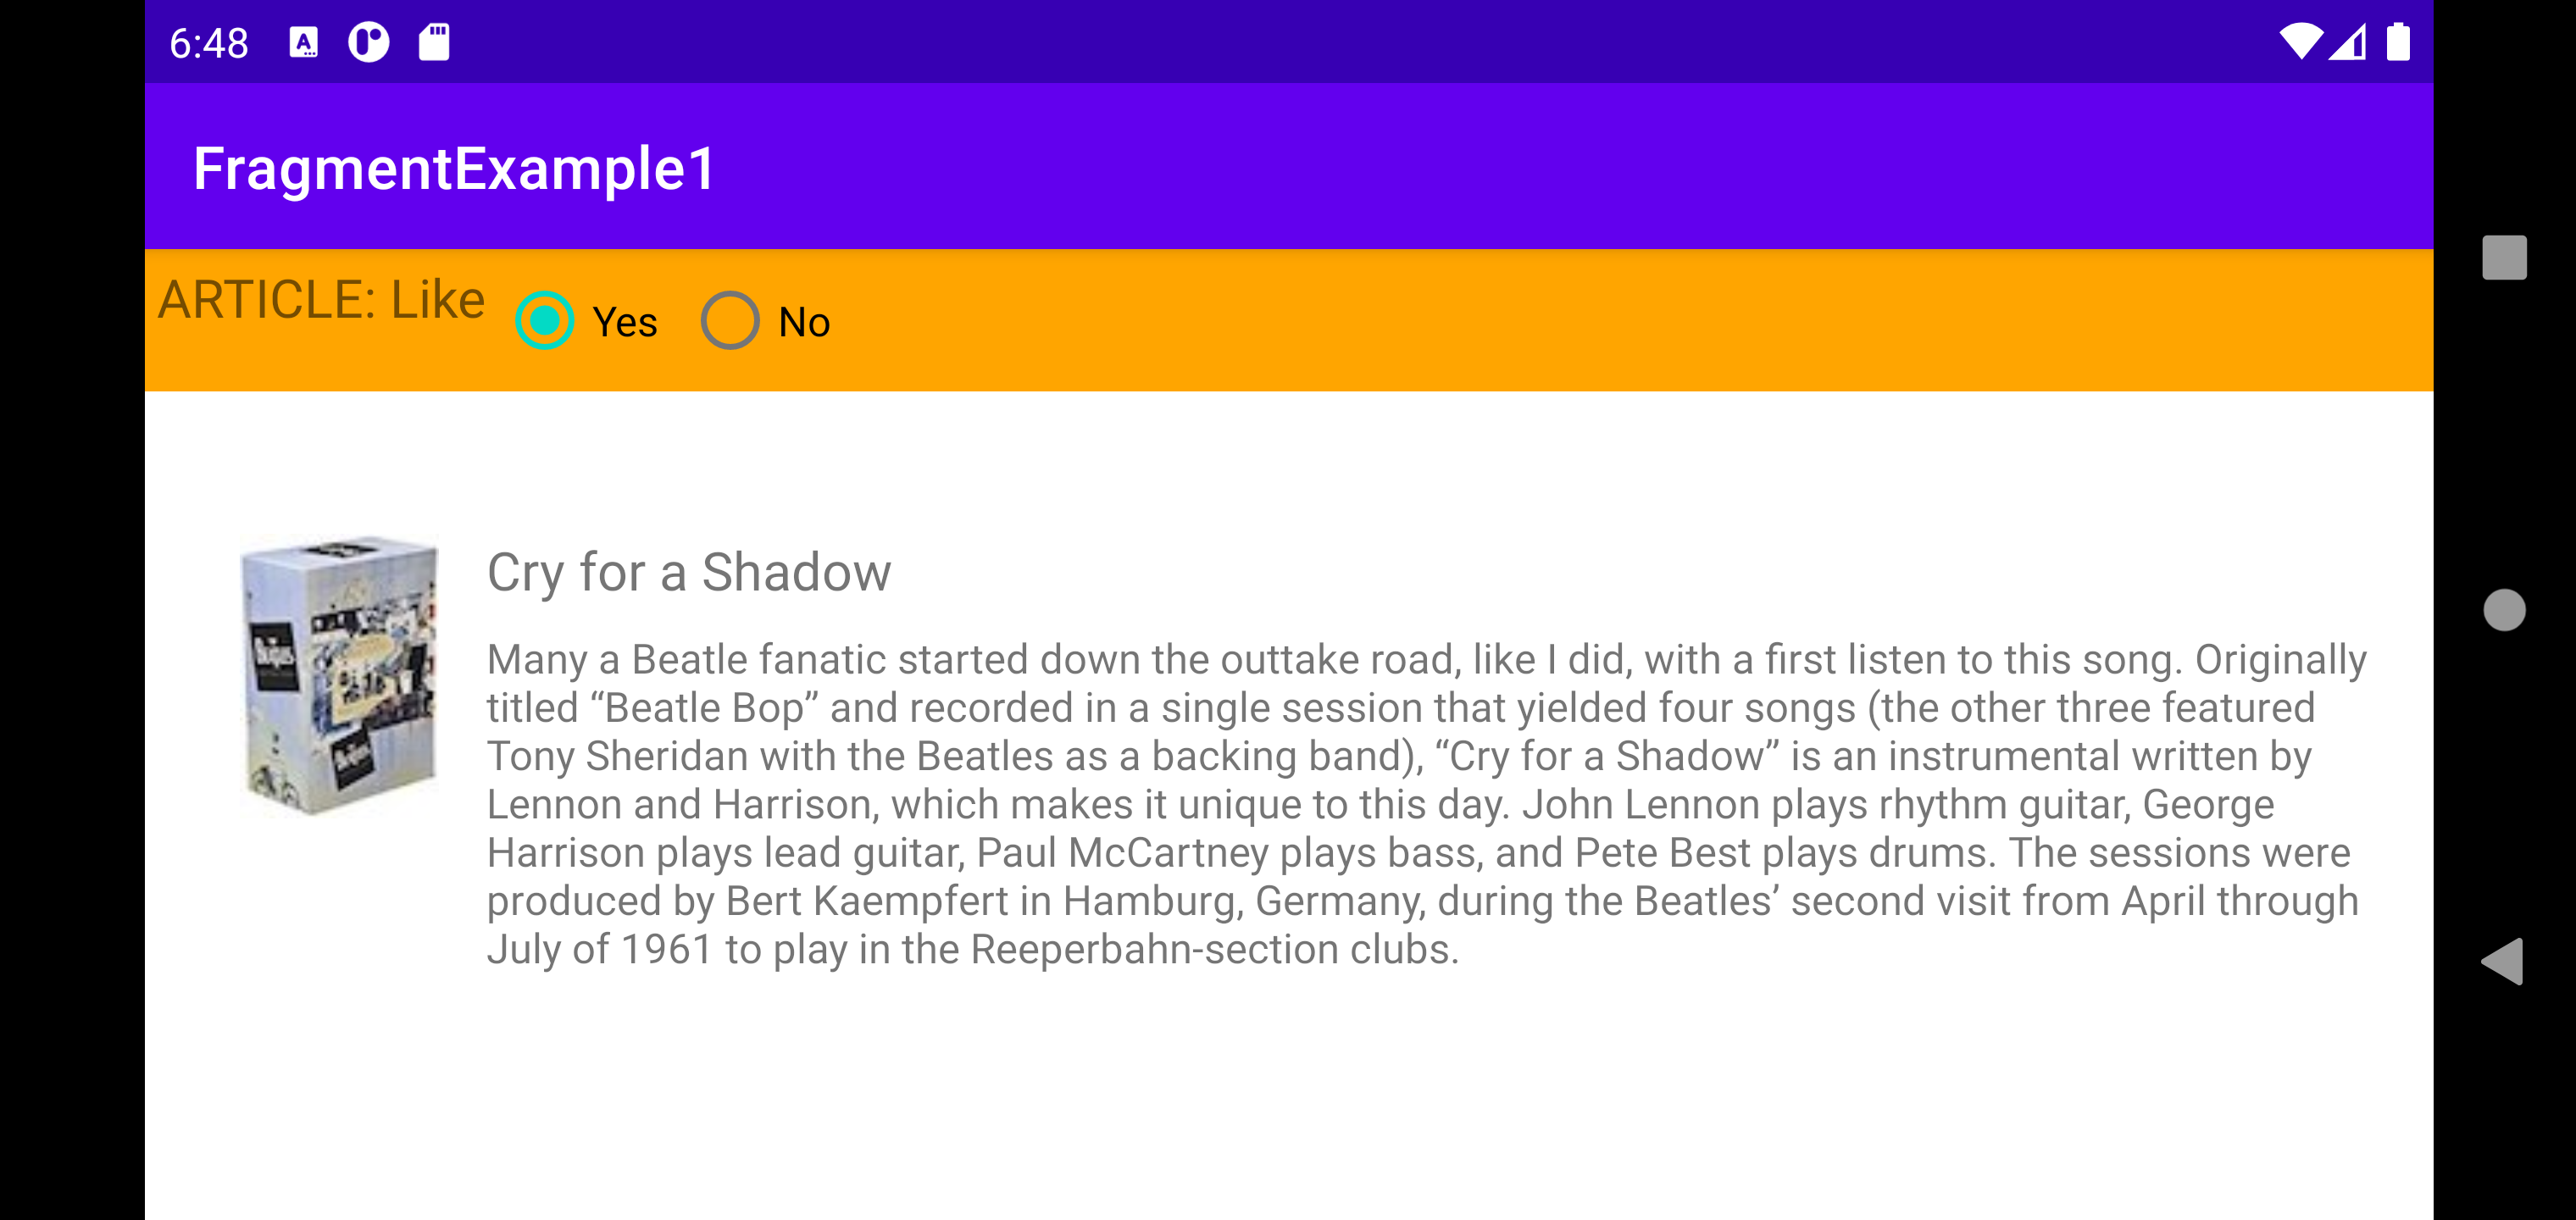 6:48
FragmentExample1
ARTICLE: Like Yes No
Cry for a Shadow
Many a Beatle fanatic started down the outtake road, like I did, with a first listen to this song. Originally
titled “Beatle Bop” and recorded in a single session that yielded four songs (the other three featured
Tony Sheridan with the Beatles as a backing band), “Cry for a Shadow” is an instrumental written by
Lennon and Harrison, which makes it unique to this day. John Lennon plays rhythm guitar, George
Harrison plays lead guitar, Paul McCartney plays bass, and Pete Best plays drums. The sessions were
produced by Bert Kaempfert in Hamburg, Germany, during the Beatles’ second visit from April through
July of 1961 to play in the Reeperbahn-section clubs.